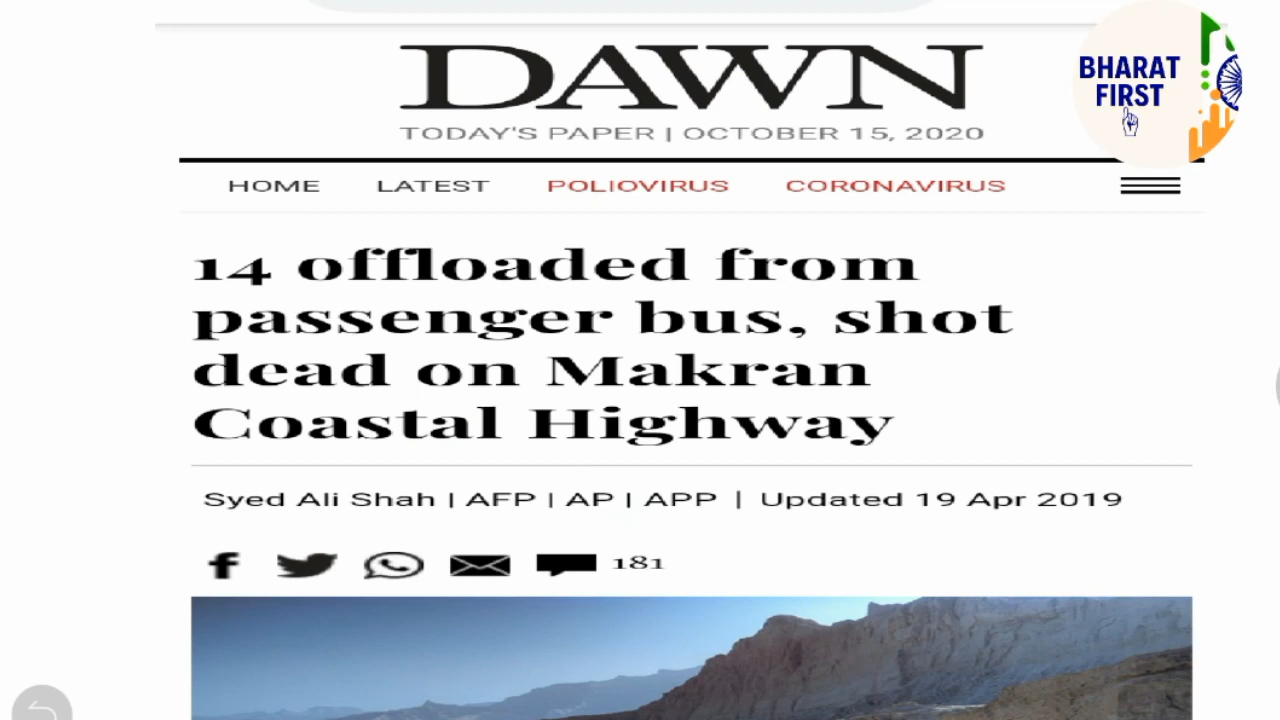 DAWN
TODAY'S PAPER | OCTOBER 15, 2020
BHARAT
FIRST
HOME LATEST POLIOVIRUS CORONAVIRUS
14 offloaded from
passenger bus, shot
dead on Makran
Coastal Highway
Syed Ali Shah | AFP | AP | APP | Updated 19 Apr 2019
181